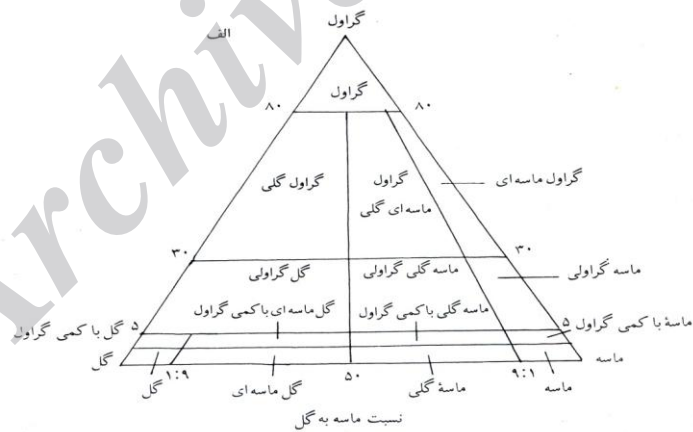 گراول
الف
گراول
۸۰
۸۰
گراول گلی
گراول
ماسه ای گلی
گراول ماسه ای
۳۰
۳۰
گل گراولی
ماسه گلی گراولی
ماسه گراولی
گل ماسه ای با کمی گراول
ماسه گلی با کمی گراول
گل با کمی گراول
۵
۵
ماسهٔ با کمی گراول
گل
ماسه
۱:۹
۵۰
۹:۱
گل
گل ماسه ای
ماسهٔ گلی
ماسه
نسبت ماسه به گل
Archive